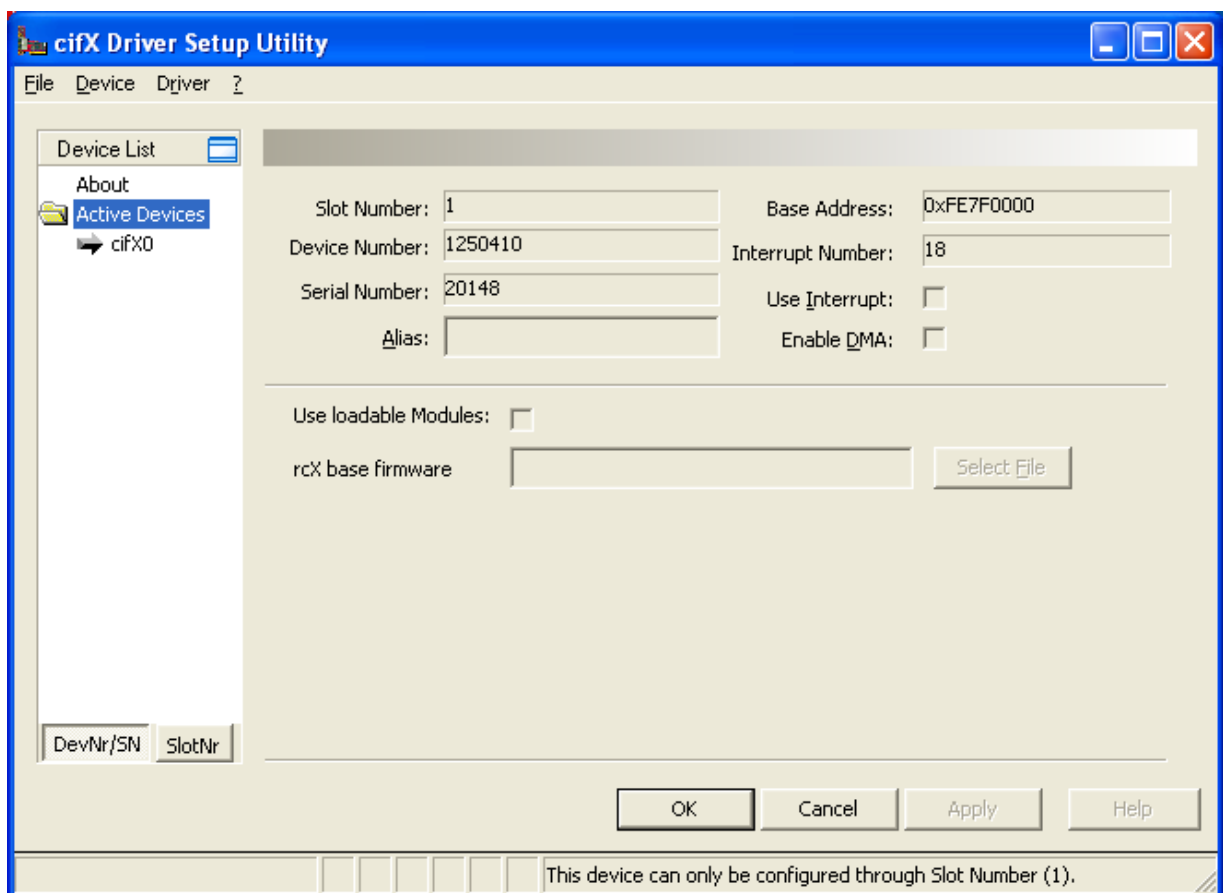 cifX Driver Setup Utility
File Device Driver ?
Device List
About
Active Devices
cifX0
DevNr/SN SlotNr
Slot Number: 1
Device Number: 1250410
Serial Number: 20148
Alias:
Base Address: 0xFE7F0000
Interrupt Number: 18
Use Interrupt:
Enable DMA:
Use loadable Modules:
rcX base firmware Select File
OK Cancel Apply Help
This device can only be configured through Slot Number (1).